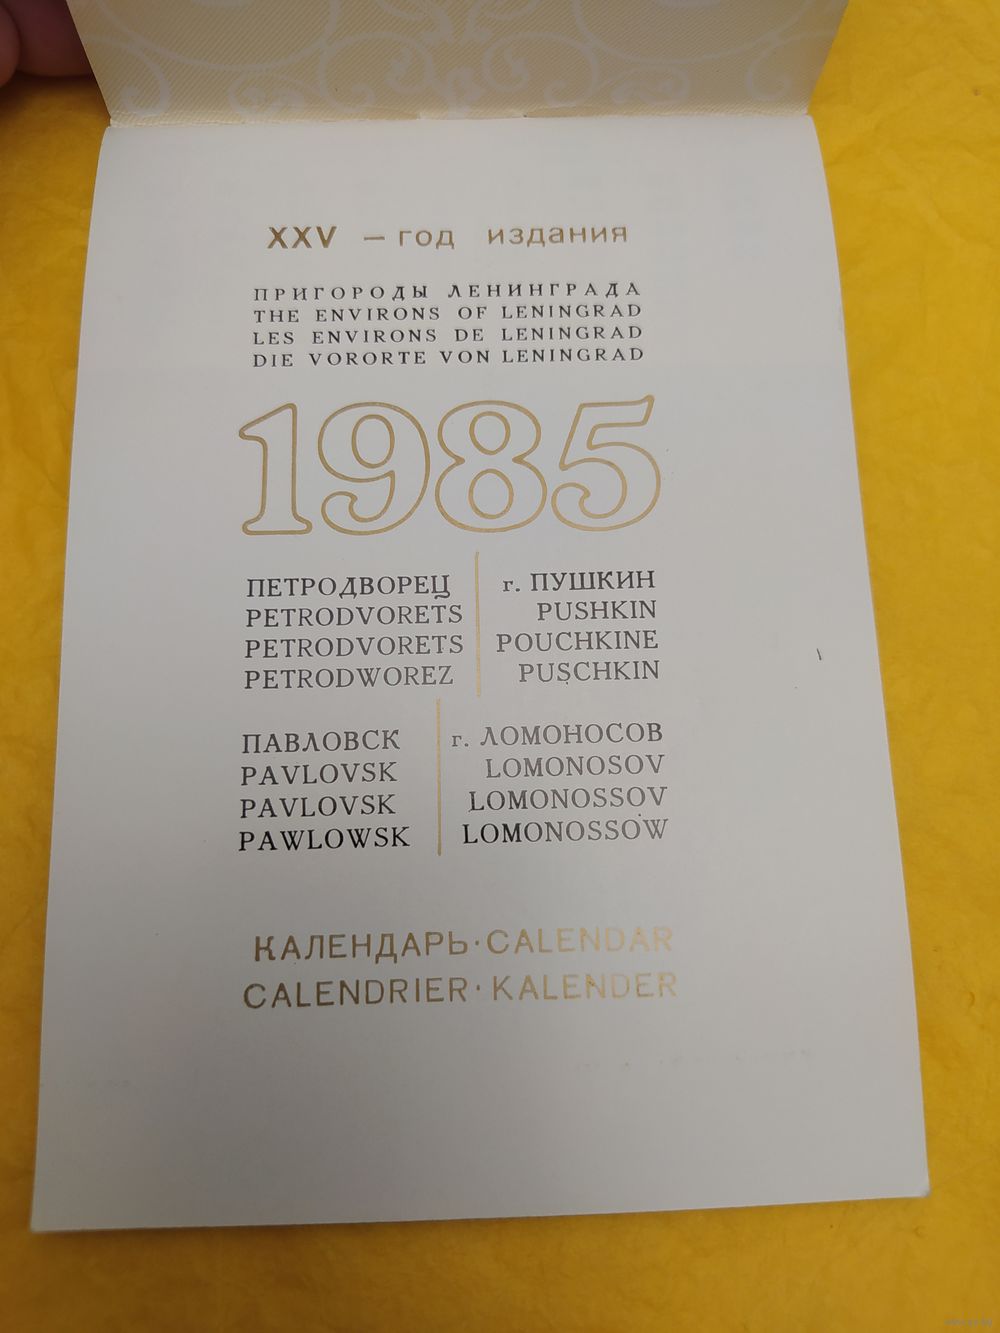 XXV – год издания
ПРИГОРОДЫ ЛЕНИНГРАДА
THE ENVIRONS OF LENINGRAD
LES ENVIRONS DE LENINGRAD
DIE VORORTE VON LENINGRAD
1985
ПЕТРОДВОРЕЦ
PETRODVORETS
PETRODVORETS
PETRODWOREZ
г. ПУШКИН
PUSHKIN
POUCHKINE
PUSCHKIN
ПАВЛОВСК
PAVLOVSK
PAVLOVSK
PAWLOWSK
г. ЛОМОНОСОВ
LOMONOSOV
LOMONOSSOV
LOMONOSSOW
КАЛЕНДАРЬ · CALENDAR
CALENDRIER · KALENDER